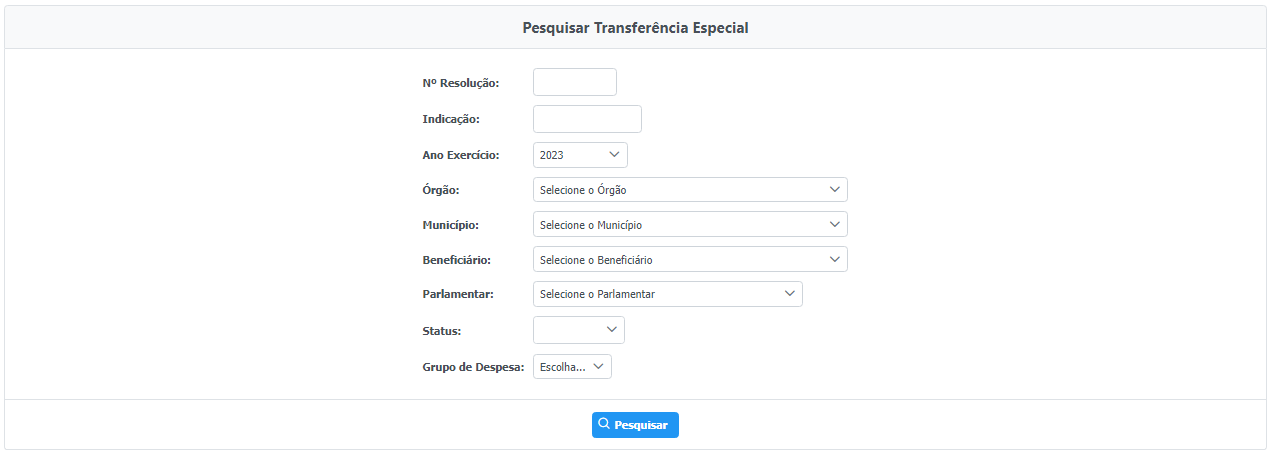 Pesquisar Transferência Especial
Nº Resolução:
Indicação:
Ano Exercício: 2023
Órgão: Selecione o Órgão
Município: Selecione o Município
Beneficiário: Selecione o Beneficiário
Parlamentar: Selecione o Parlamentar
Status:
Grupo de Despesa: Escolha...
Pesquisar